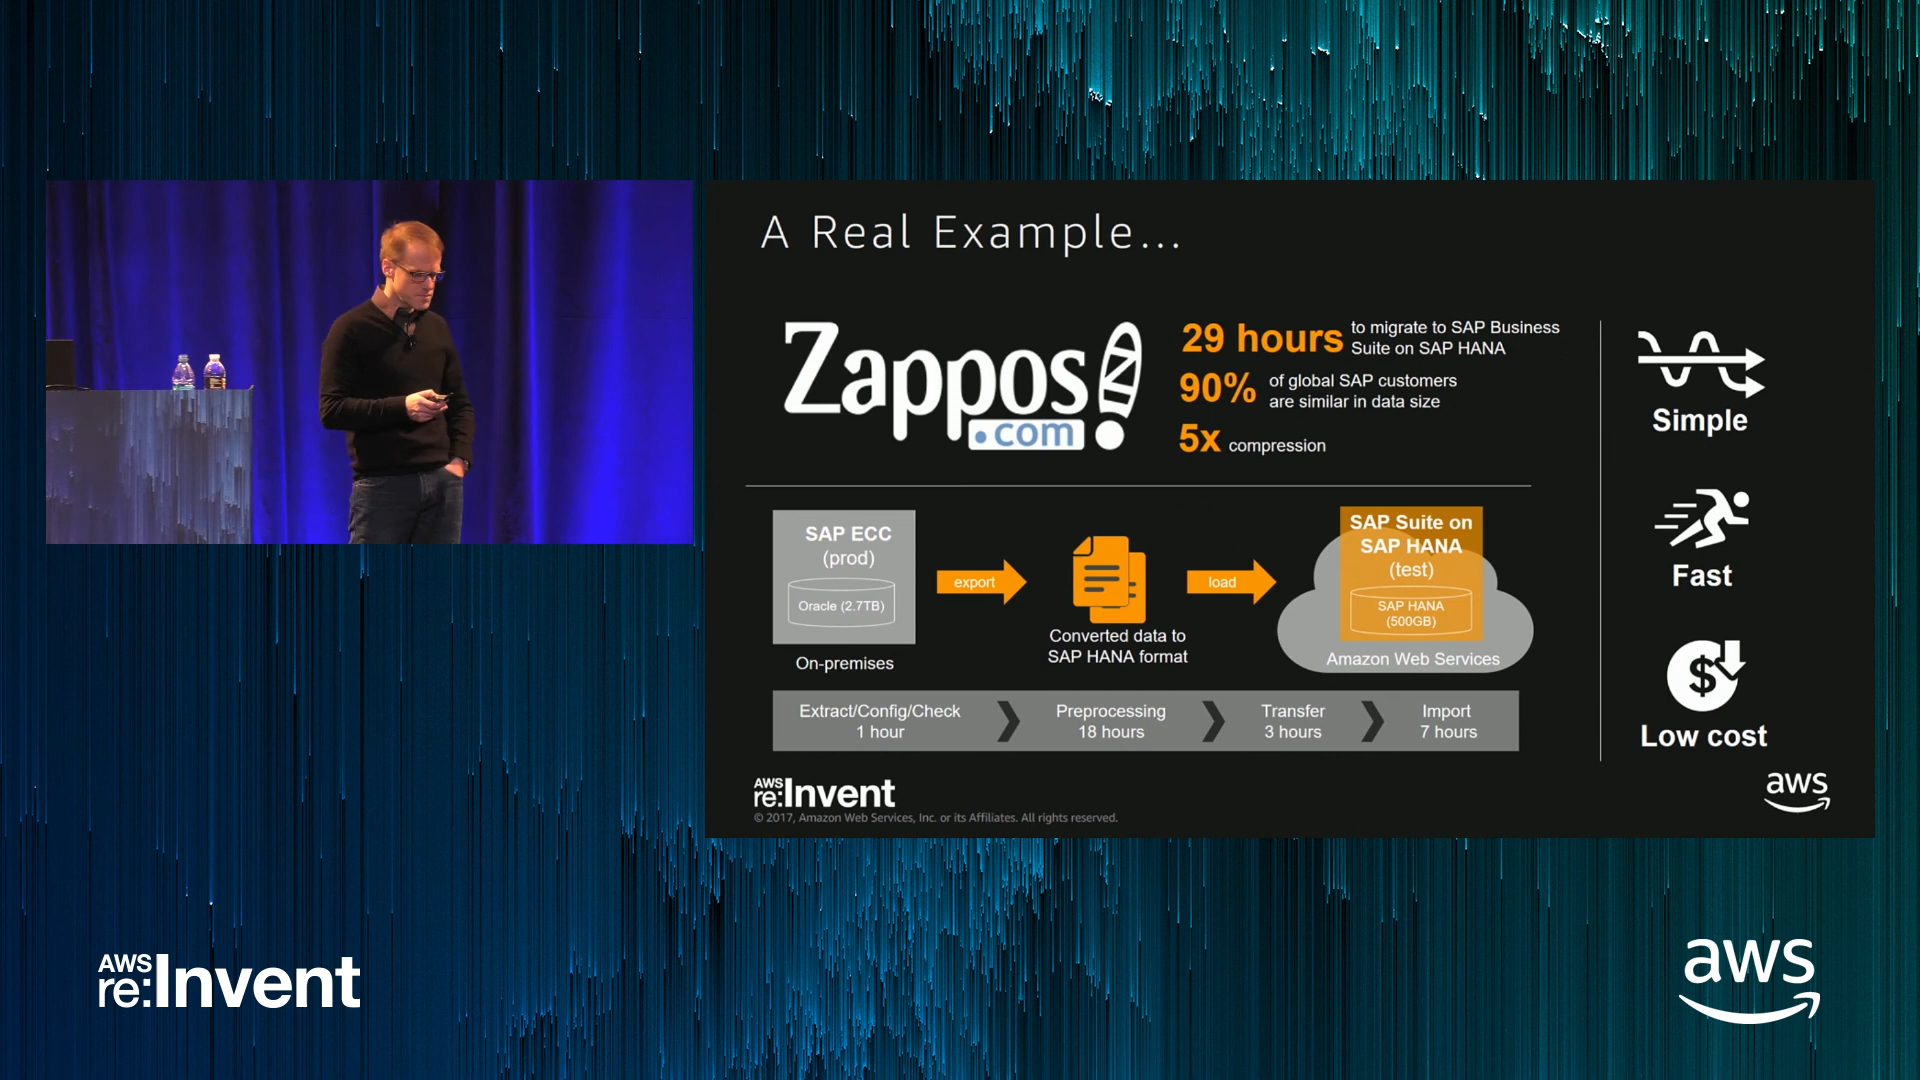 A Real Example...
Zappos!
.com
29 hours to migrate to SAP Business
Suite on SAP HANA
90% of global SAP customers
are similar in data size
5x compression
Simple
Fast
Low cost
SAP ECC
(prod)
Oracle (2.7TB)
On-premises
export
Converted data to
SAP HANA format
load
SAP Suite on
SAP HANA
(test)
SAP HANA
(500GB)
Amazon Web Services
Extract/Config/Check
1 hour
Preprocessing
18 hours
Transfer
3 hours
Import
7 hours
AWS
re:Invent
© 2017, Amazon Web Services, Inc. or its Affiliates. All rights reserved.
aws
AWS
re:Invent
aws